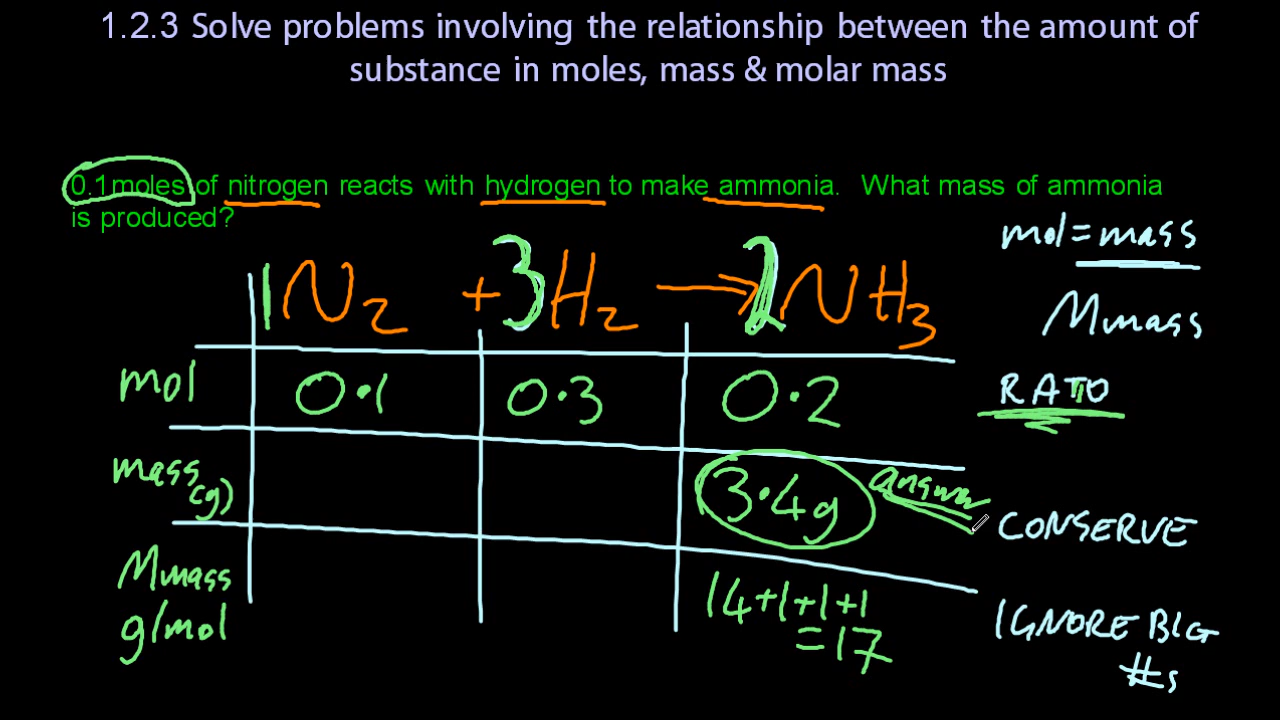 1.2.3 Solve problems involving the relationship between the amount of
substance in moles, mass & molar mass
0.1moles of nitrogen reacts with hydrogen to make ammonia. What mass of ammonia
is produced?
mol = mass
Mmass
1N₂ + 3H₂ → 2NH₃
mol 0.1 0.3 0.2
RATIO
mass (g) 3.4g answer
CONSERVE
Mmass
g/mol
14+1+1+1
=17
IGNORE BIG
#s